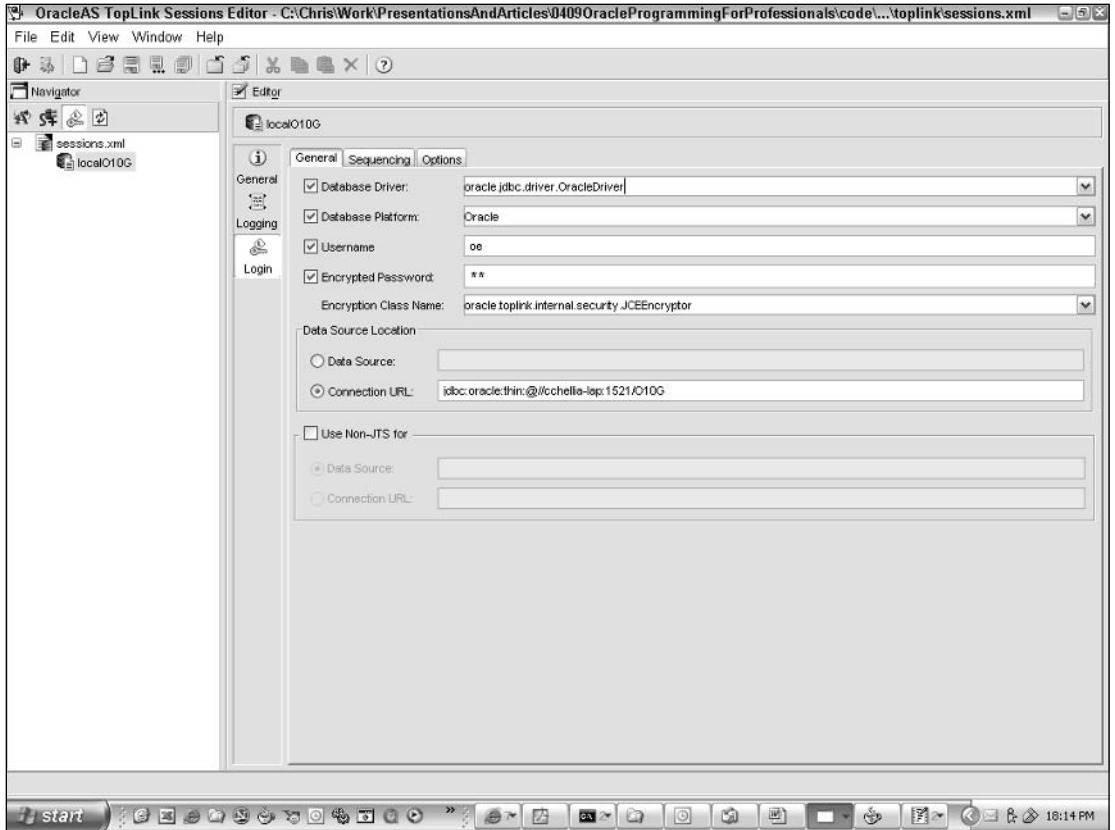 OracleAS TopLink Sessions Editor - C:\Chris\Work\PresentationsAndArticles\0409OracleProgrammingForProfessionals\code\...\toplink\sessions.xml
File Edit View Window Help
Navigator
Editor
sessions.xml
localO10G
localO10G
General
Logging
Login
General Sequencing Options
Database Driver: oracle.jdbc.driver.OracleDriver
Database Platform: Oracle
Username oe
Encrypted Password: **
Encryption Class Name: oracle.toplink.internal.security.JCEEncryptor
Data Source Location
Data Source:
Connection URL: jdbc:oracle:thin:@//cchellia-lap:1521/O10G
Use Non-JTS for
Data Source:
Connection URL:
start
18:14 PM